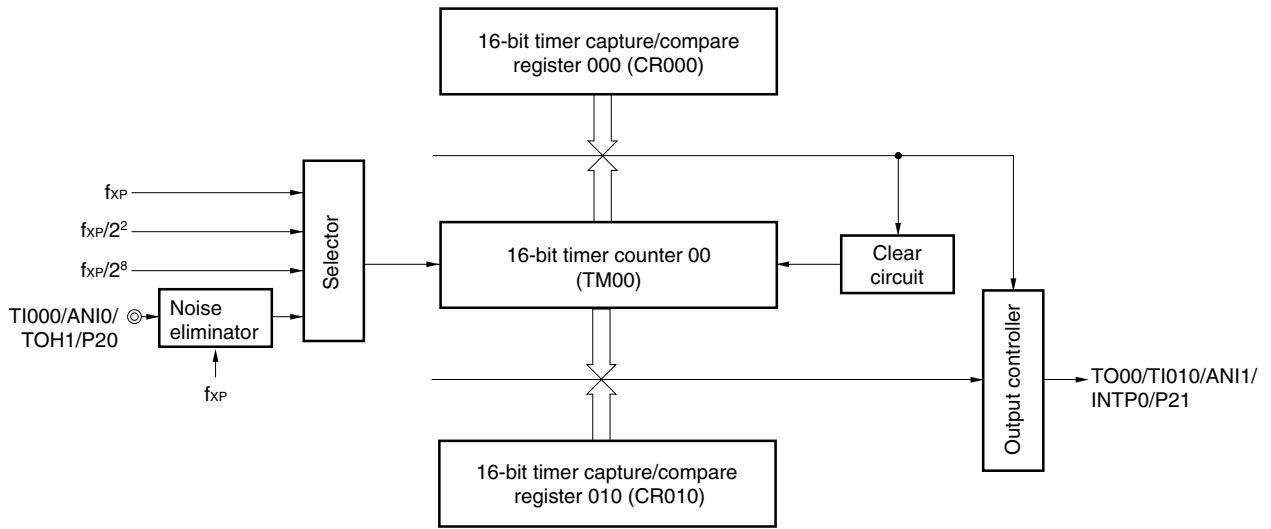 16-bit timer capture/compare
register 000 (CR000)
fXP
fXP/2²
fXP/2⁸
TI000/ANI0/
TOH1/P20
Noise
eliminator
fXP
Selector
16-bit timer counter 00
(TM00)
Clear
circuit
Output controller
TO00/TI010/ANI1/
INTP0/P21
16-bit timer capture/compare
register 010 (CR010)